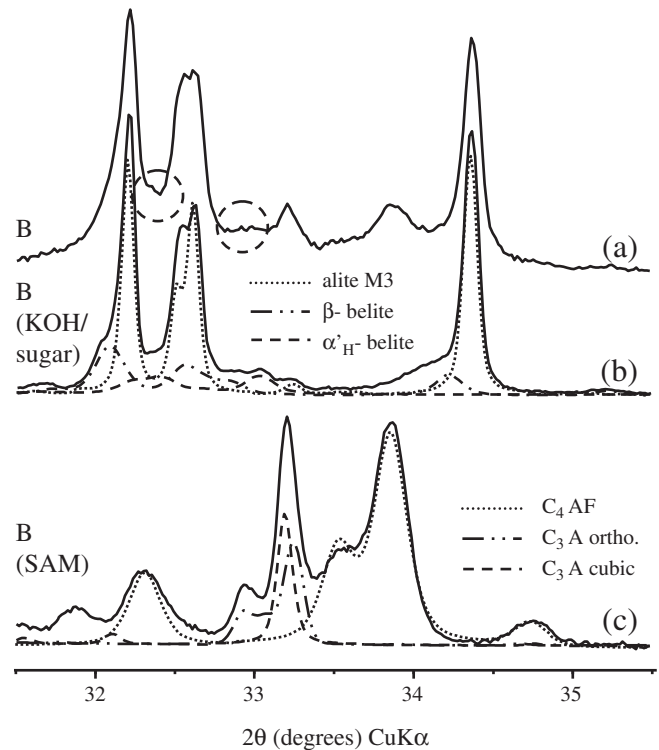 B
(a)
alite M3
β- belite
α'H- belite
B
(KOH/
sugar)
(b)
C4 AF
C3 A ortho.
C3 A cubic
B
(SAM)
(c)
32 33 34 35
2θ (degrees) CuKα